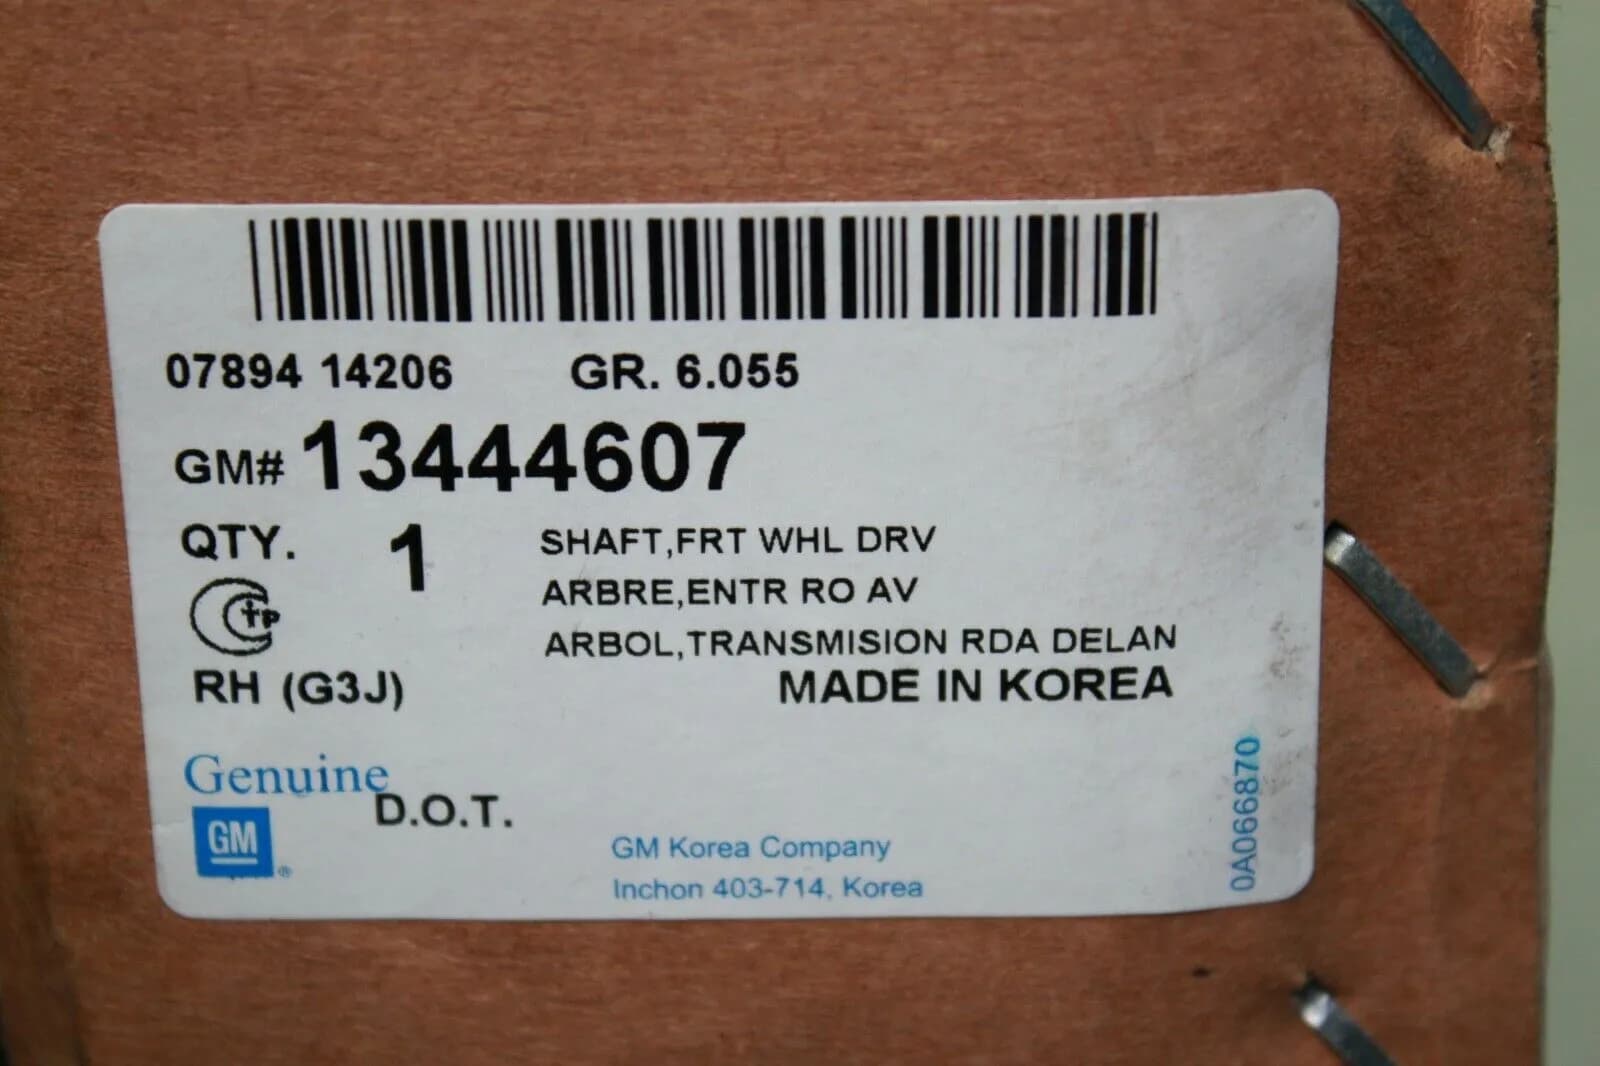 07894 14206 GR. 6.055
GM# 13444607
QTY. 1 SHAFT,FRT WHL DRV
ARBRE,ENTR RO AV
ARBOL,TRANSMISION RDA DELAN
RH (G3J) MADE IN KOREA
Genuine
D.O.T.
GM
®
GM Korea Company
Inchon 403-714, Korea
0A066870